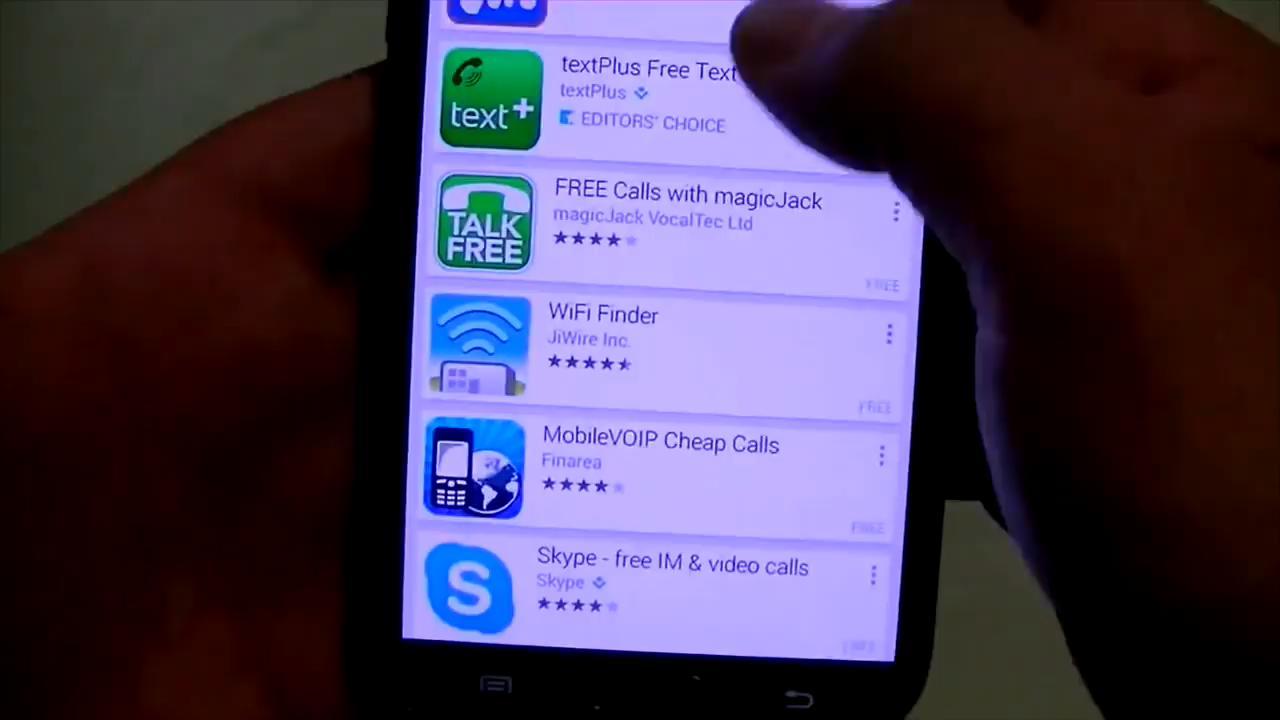 textPlus Free Text
textPlus
EDITORS' CHOICE
text+
FREE Calls with magicJack
magicJack VocalTec Ltd
TALK
FREE
FREE
WiFi Finder
JiWire Inc.
FREE
MobileVOIP Cheap Calls
Finarea
FREE
Skype - free IM & video calls
Skype
S
FREE